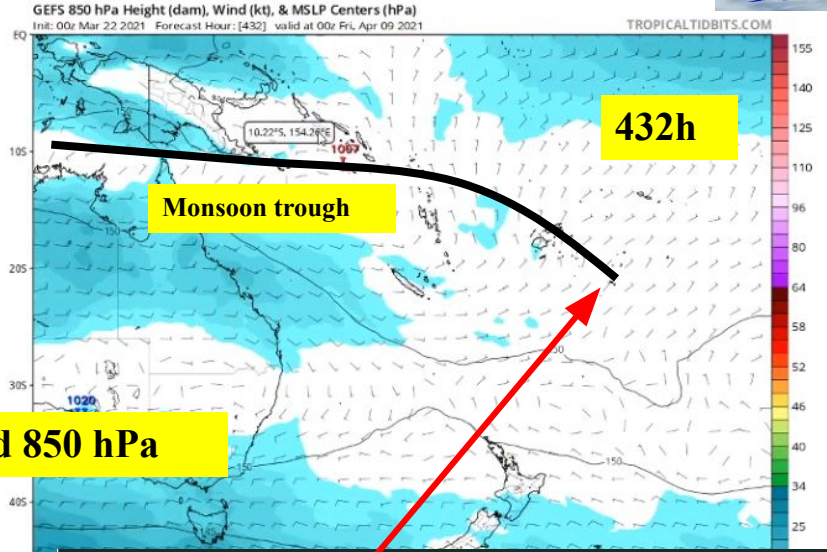 GEFS 850 hPa Height (dam), Wind (kt), & MSLP Centers (hPa)
Init: 00z Mar 22 2021 Forecast Hour: [432] valid at 00z Fri, Apr 09 2021
TROPICALTIDBITS.COM
EQ
155
140
432h
10.22°S, 154.26°E
125
1007
10S
110
Monsoon trough
96
150
80
20S
64
58
50
52
30S
1020
46
d 850 hPa
40
150
150
34
40S
25